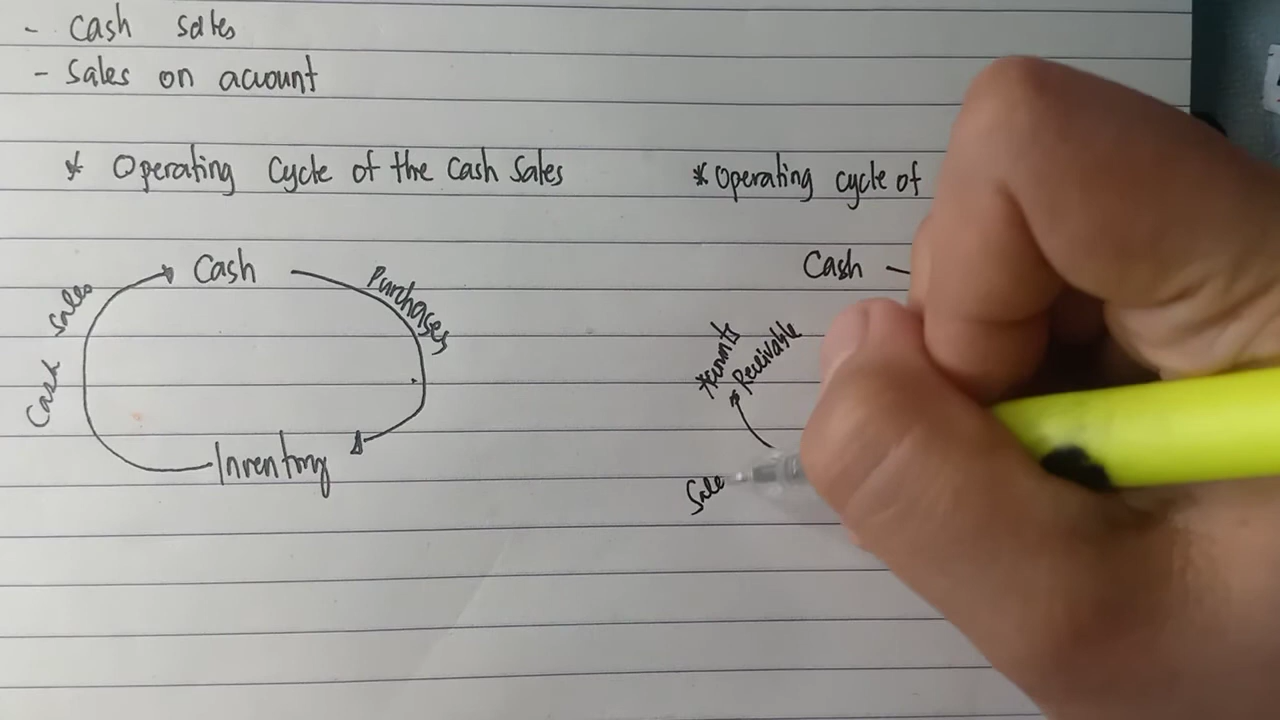 - Cash sales
- Sales on account
* Operating Cycle of the Cash Sales
* Operating cycle of
Cash
Purchases
Cash sales
Inventory
Cash
Receivable
Sale